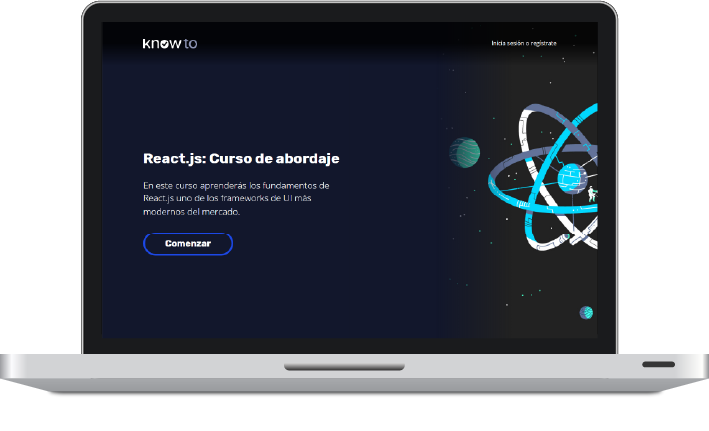 know to
Inicia sesión o regístrate
React.js: Curso de abordaje
En este curso aprenderás los fundamentos de
React.js uno de los frameworks de UI más
modernos del mercado.
Comenzar